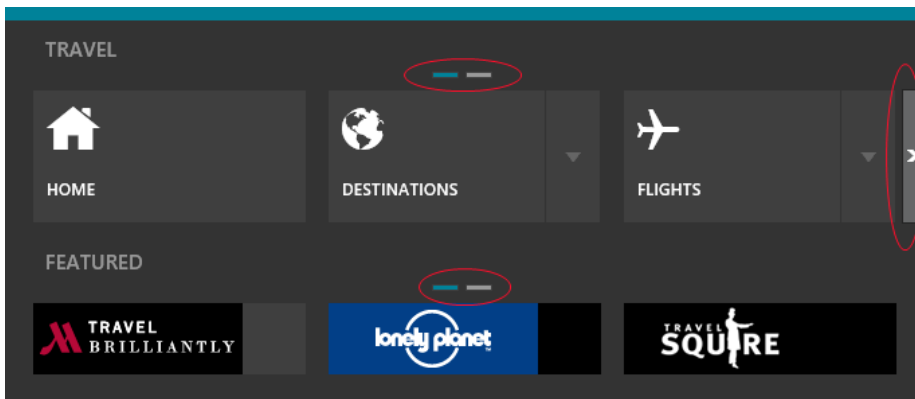 TRAVEL
HOME
DESTINATIONS
FLIGHTS
FEATURED
TRAVEL
BRILLIANTLY
lonely planet
TRAVEL
SQUIRE